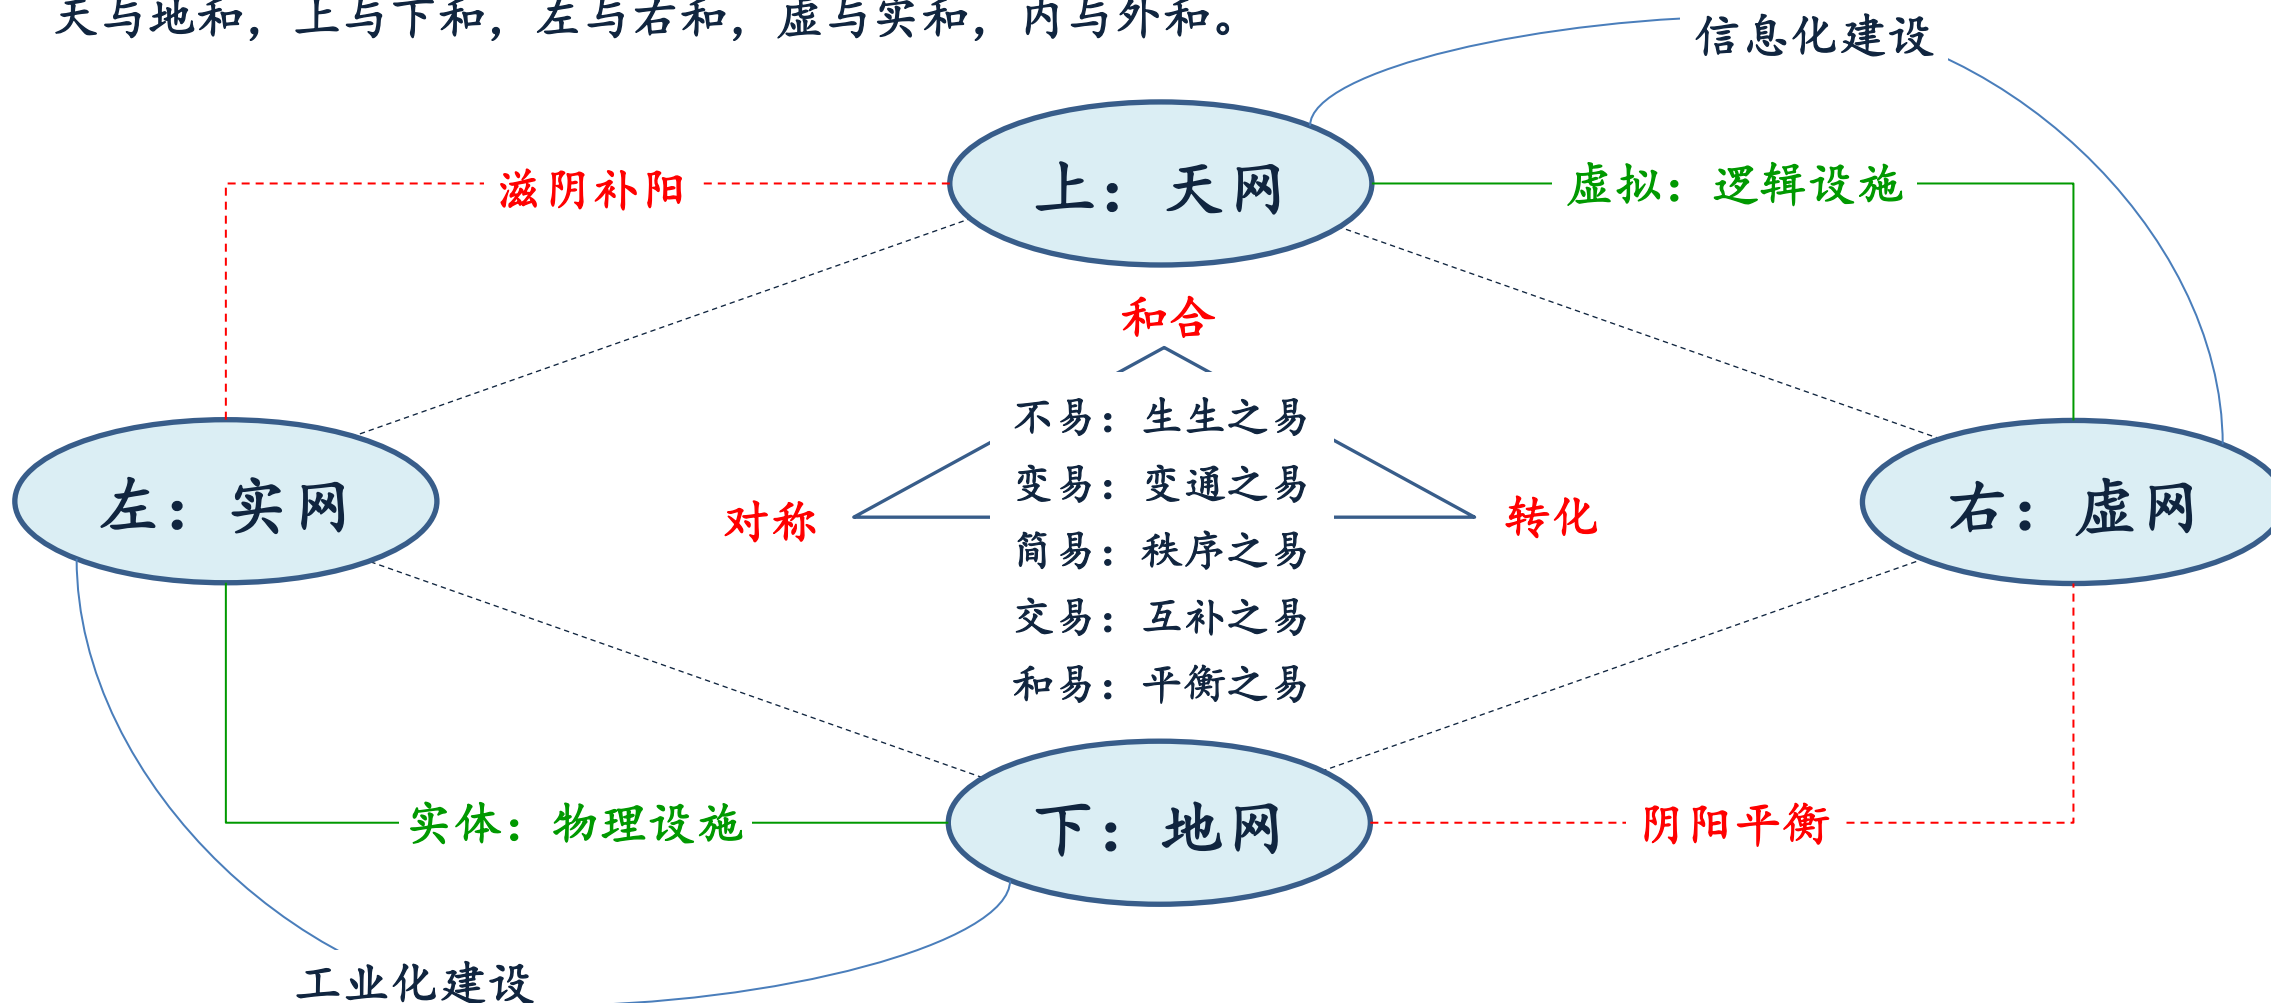 天与地和，上与下和，左与右和，虚与实和，内与外和。
信息化建设
滋阴补阳
上：天网
虚拟：逻辑设施
和合
不易：生生之易
变易：变通之易
左：实网
对称
转化
右：虚网
简易：秩序之易
交易：互补之易
和易：平衡之易
实体：物理设施
下：地网
阴阳平衡
工业化建设